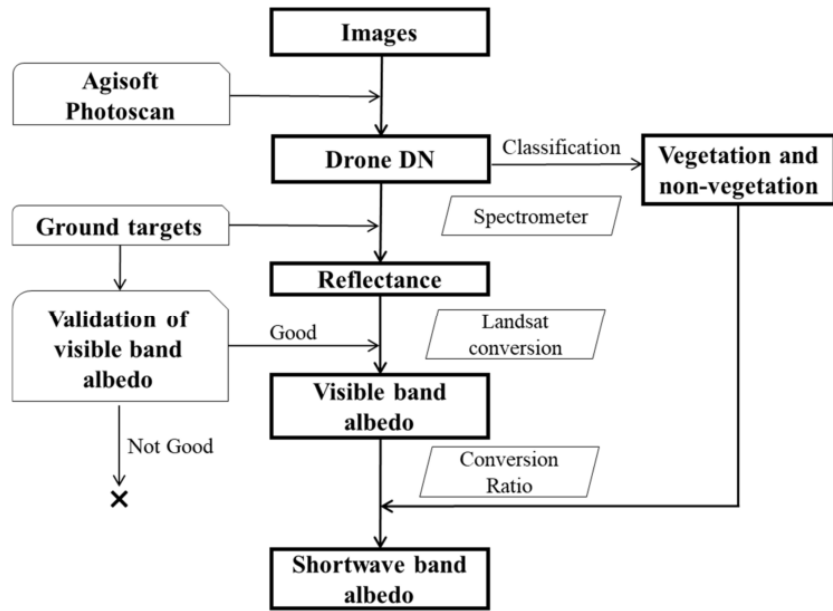 Images
Agisoft
Photoscan
Drone DN
Classification
Vegetation and
non-vegetation
Spectrometer
Ground targets
Reflectance
Validation of
visible band
albedo
Good
Landsat
conversion
Visible band
albedo
Not Good
Conversion
Ratio
Shortwave band
albedo